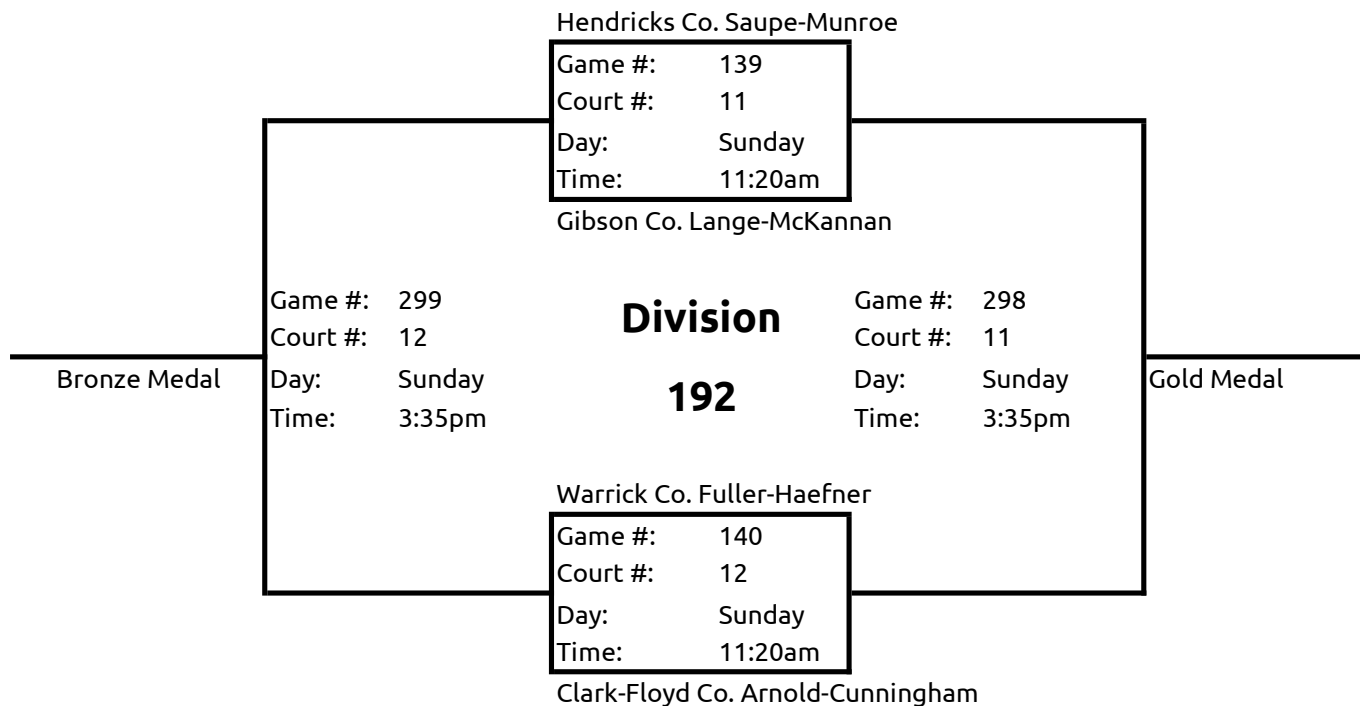 Hendricks Co. Saupe-Munroe
Game #: 139
Court #: 11
Day: Sunday
Time: 11:20am
Gibson Co. Lange-McKannan
Game #: 299
Court #: 12
Bronze Medal
Day: Sunday
Time: 3:35pm
Division
192
Game #: 298
Court #: 11
Day: Sunday
Time: 3:35pm
Gold Medal
Warrick Co. Fuller-Haefner
Game #: 140
Court #: 12
Day: Sunday
Time: 11:20am
Clark-Floyd Co. Arnold-Cunningham